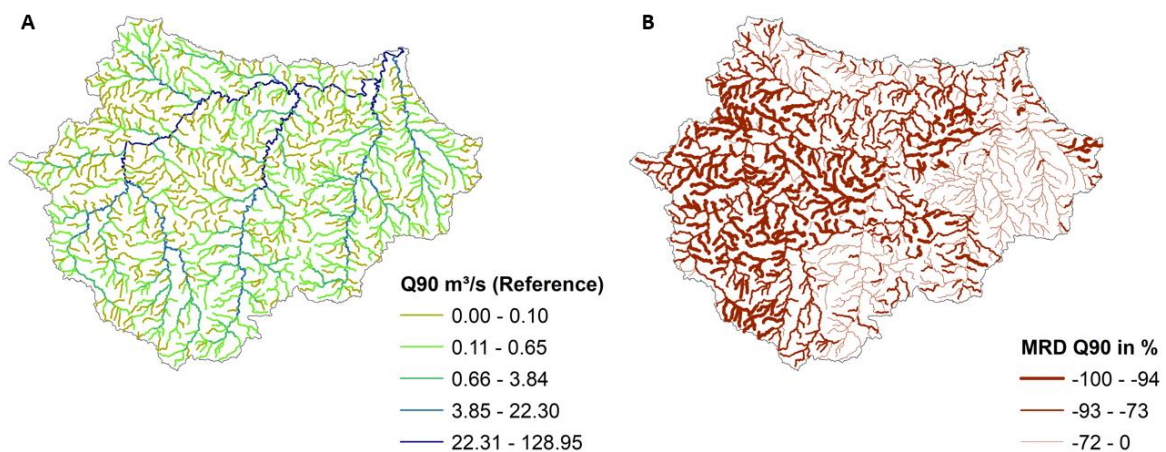 A
Q90 m³/s (Reference)
0.00 - 0.10
0.11 - 0.65
0.66 - 3.84
3.85 - 22.30
22.31 - 128.95
B
MRD Q90 in %
-100 - -94
-93 - -73
-72 - 0